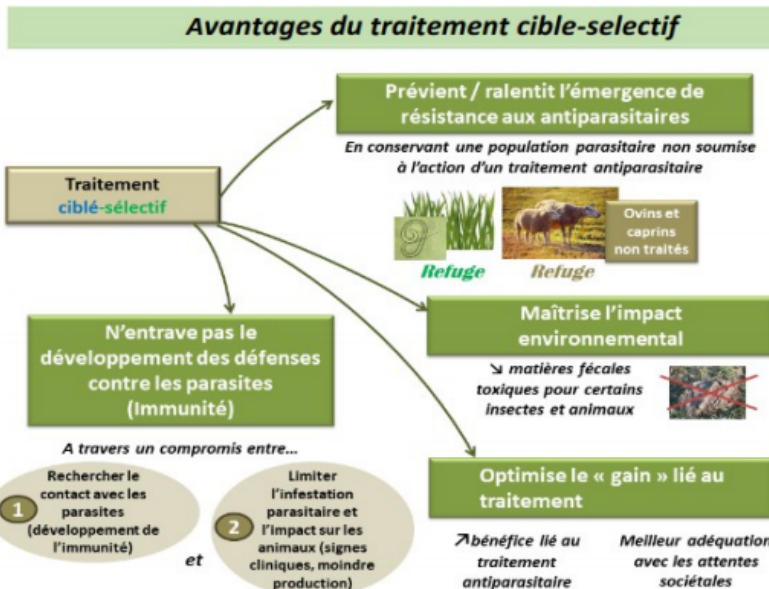 Avantages du traitement cible-selectif
Prévient / ralentit l'émergence de
résistance aux antiparasitaires
En conservant une population parasitaire non soumise
à l'action d'un traitement antiparasitaire
Traitement
ciblé-sélectif
Ovins et
caprins
non traités
Refuge
Refuge
Maîtrise l'impact
environnemental
↘ matières fécales
toxiques pour certains
insectes et animaux
N'entrave pas le
développement des défenses
contre les parasites
(Immunité)
A travers un compromis entre...
1
Rechercher le
contact avec les
parasites
(développement de
l'immunité)
et
2
Limiter
l'infestation
parasitaire et
l'impact sur les
animaux (signes
cliniques, moindre
production)
Optimise le « gain » lié au
traitement
↗bénéfice lié au
traitement
antiparasitaire
Meilleur adéquation
avec les attentes
sociétales